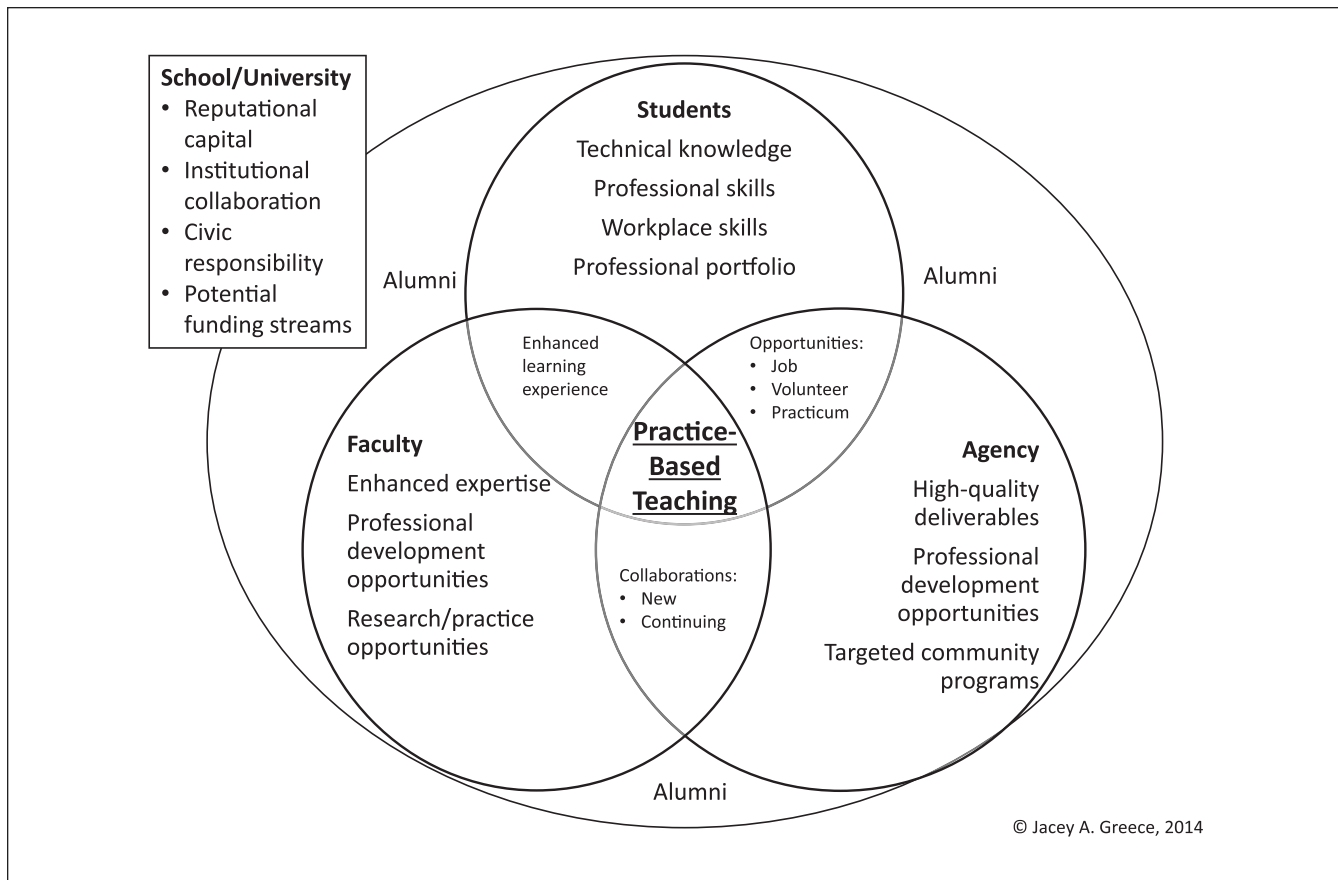 School/University
• Reputational
capital
• Institutional
collaboration
• Civic
responsibility
• Potential
funding streams
Students
Technical knowledge
Professional skills
Workplace skills
Professional portfolio
Alumni
Alumni
Enhanced
learning
experience
Opportunities:
• Job
• Volunteer
• Practicum
Practice-
Based
Teaching
Faculty
Enhanced expertise
Professional
development
opportunities
Research/practice
opportunities
Agency
High-quality
deliverables
Professional
development
opportunities
Targeted community
programs
Collaborations:
• New
• Continuing
Alumni
© Jacey A. Greece, 2014